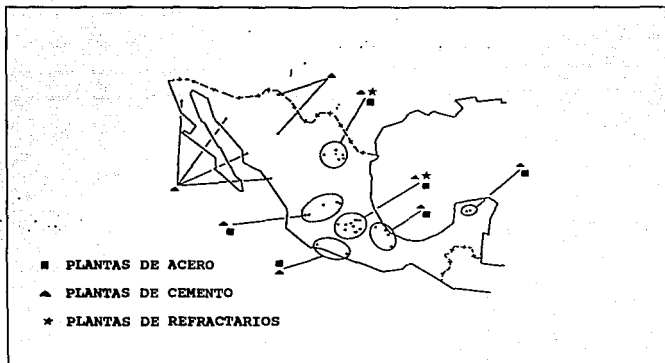 PLANTAS DE ACERO
PLANTAS DE CEMENTO
PLANTAS DE REFRACTARIOS